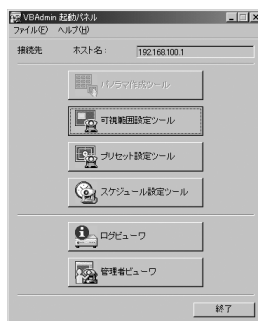 VBAdmin 起動パネル
ファイル(F) ヘルプ(H)
接続先 ホスト名: 192.168.100.1
パノラマ作成ツール
可視範囲設定ツール
プリセット設定ツール
スケジュール設定ツール
ログビューワ
管理者ビューワ
終了